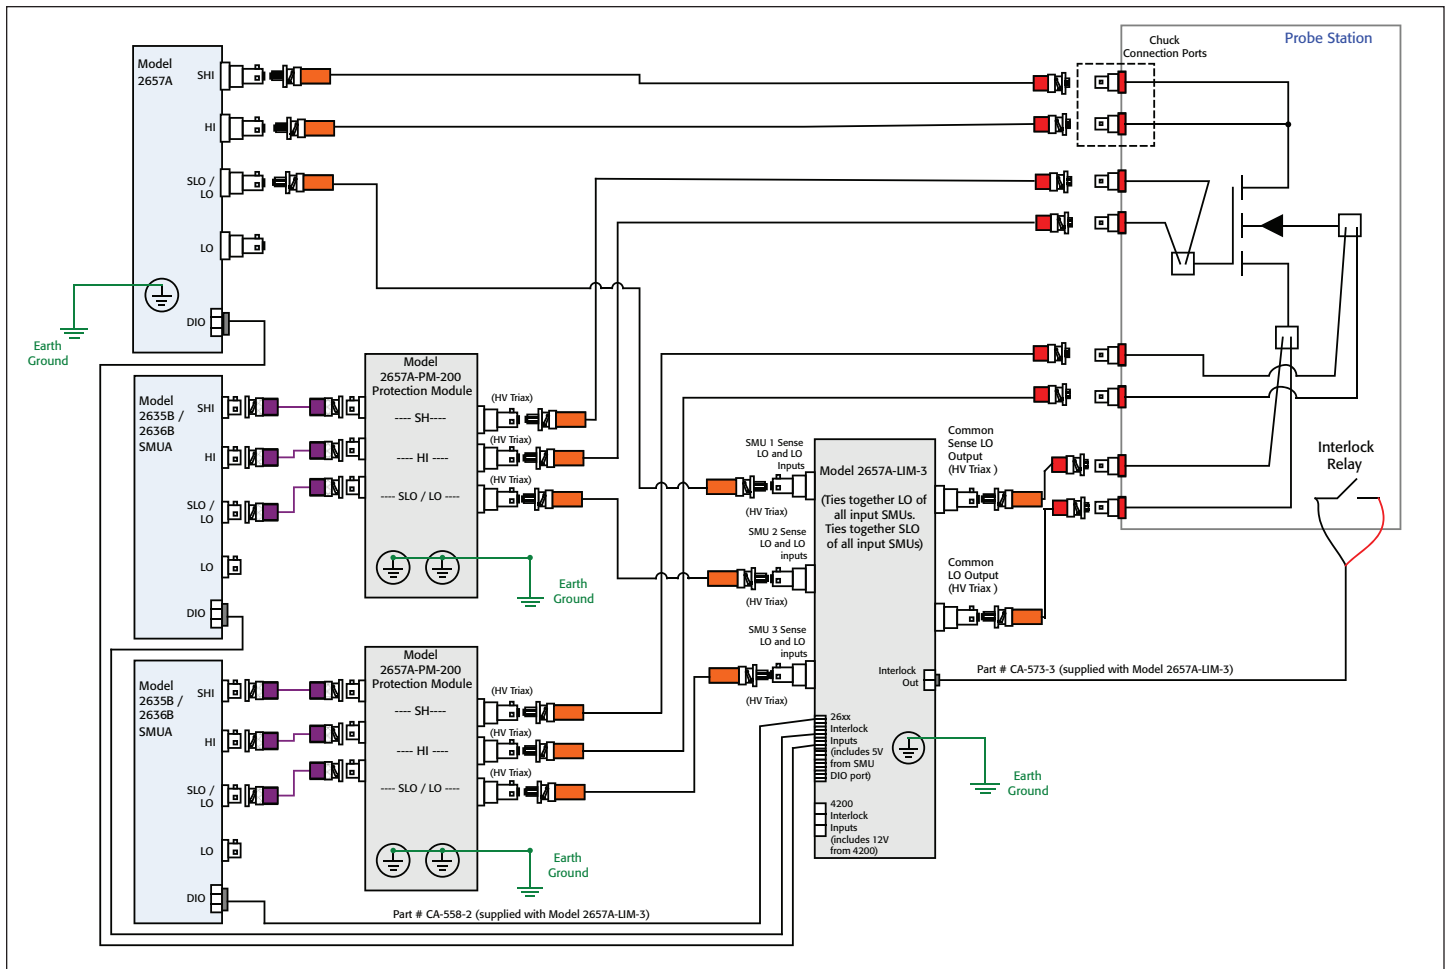 Probe Station
Chuck
Connection Ports
Model
2657A
SHI
HI
SLO /
LO
LO
DIO
Earth
Ground
Model
2635B /
2636B
SMUA
SHI
HI
SLO /
LO
LO
DIO
Model
2657A-PM-200
Protection Module
---- SH----
---- HI ----
---- SLO / LO ----
(HV Triax)
(HV Triax)
(HV Triax)
Earth
Ground
Model
2635B /
2636B
SMUA
SHI
HI
SLO /
LO
LO
DIO
Model
2657A-PM-200
Protection Module
---- SH----
---- HI ----
---- SLO / LO ----
(HV Triax)
(HV Triax)
(HV Triax)
Earth
Ground
Part # CA-558-2 (supplied with Model 2657A-LIM-3)
SMU 1 Sense
LO and LO
Inputs
(HV Triax)
SMU 2 Sense
LO and LO
inputs
(HV Triax)
SMU 3 Sense
LO and LO
inputs
(HV Triax)
Model 2657A-LIM-3
(Ties together LO of
all input SMUs.
Ties together SLO
of all input SMUs)
Interlock
Out
26xx
Interlock
Inputs
(includes 5V
from SMU
DIO port)
4200
Interlock
Inputs
(includes 12V
from 4200)
Common
Sense LO
Output
(HV Triax )
Common
LO Output
(HV Triax )
Part # CA-573-3 (supplied with Model 2657A-LIM-3)
Earth
Ground
Interlock
Relay